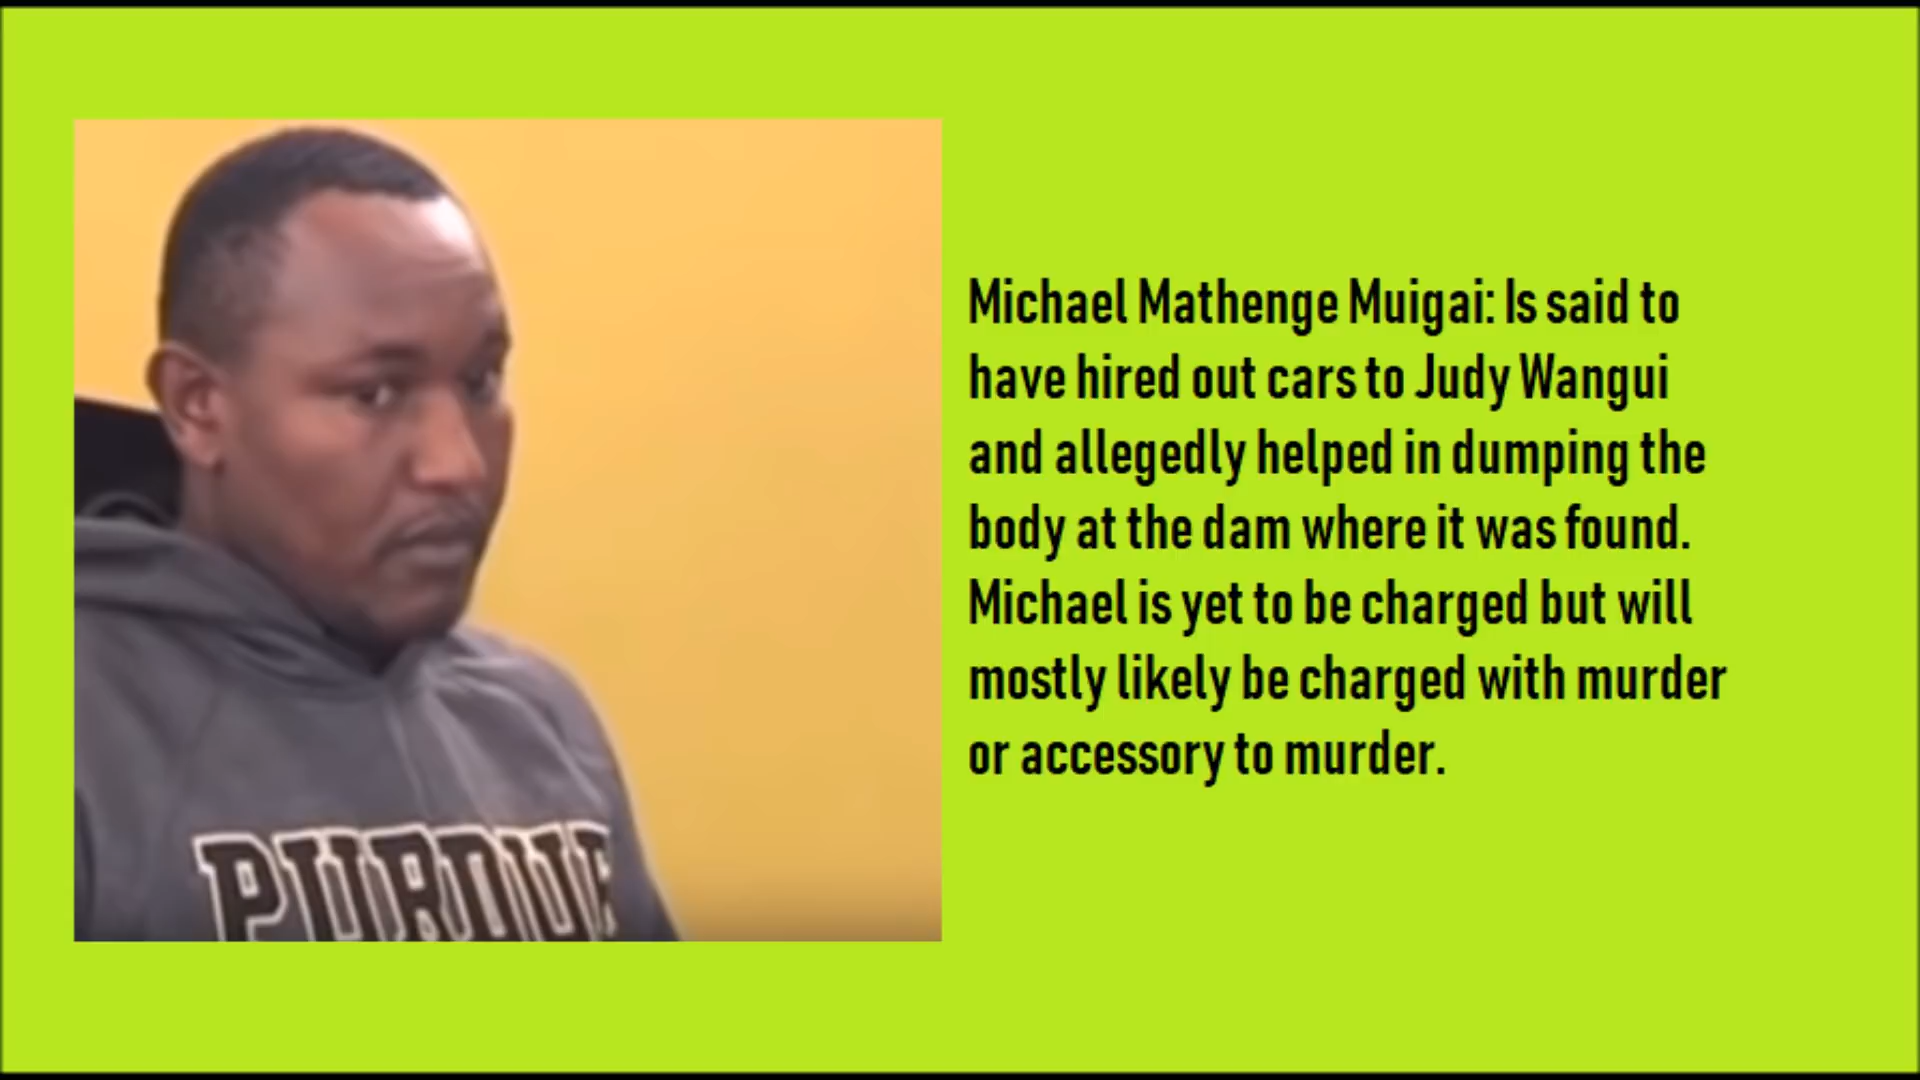 Michael Mathenge Muigai: Is said to
have hired out cars to Judy Wangui
and allegedly helped in dumping the
body at the dam where it was found.
Michael is yet to be charged but will
mostly likely be charged with murder
or accessory to murder.
PURDUE